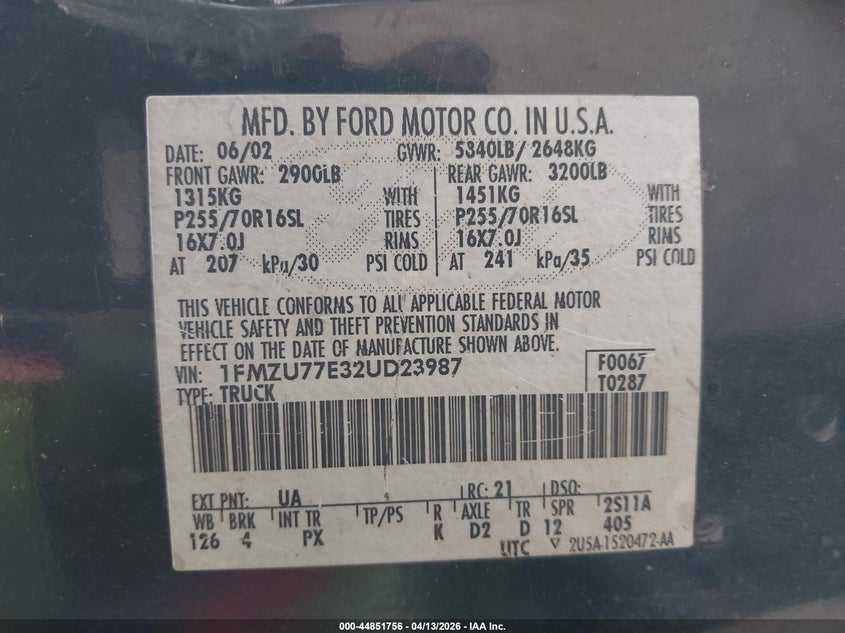 MFD. BY FORD MOTOR CO. IN U.S.A.
DATE: 06/02 GVWR: 5340LB/ 2648KG
FRONT GAWR: 2900LB REAR GAWR: 3200LB
1315KG WITH 1451KG WITH
P255/70R16SL TIRES P255/70R16SL TIRES
16X7.0J RIMS 16X7.0J RIMS
AT 207 kPa/30 PSI COLD AT 241 kPa/35 PSI COLD
THIS VEHICLE CONFORMS TO ALL APPLICABLE FEDERAL MOTOR
VEHICLE SAFETY AND THEFT PREVENTION STANDARDS IN
EFFECT ON THE DATE OF MANUFACTURE SHOWN ABOVE.
VIN: 1FMZU77E32UD23987 F0067
TYPE: TRUCK T0287
EXT PNT: UA RC: 21 DSO:
WB BRK INT TR TP/PS R AXLE TR SPR 2S11A
126 4 PX K D2 D 12 405
UTC ▽ 2U5A-1520472-AA
000-44851756 | 04/13/2026 - IAA Inc.